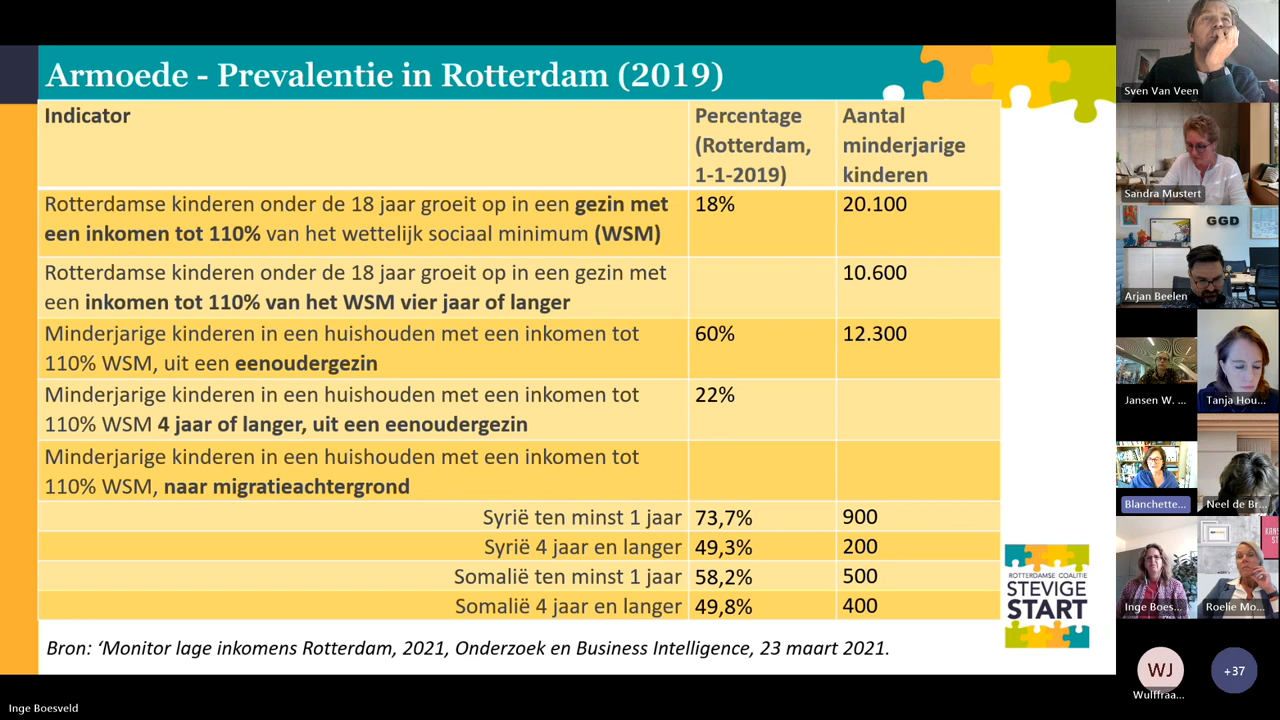 Armoede - Prevalentie in Rotterdam (2019)
Indicator
Percentage
(Rotterdam,
1-1-2019)
Aantal
minderjarige
kinderen
Rotterdamse kinderen onder de 18 jaar groeit op in een gezin met
een inkomen tot 110% van het wettelijk sociaal minimum (WSM)
18%
20.100
Rotterdamse kinderen onder de 18 jaar groeit op in een gezin met
een inkomen tot 110% van het WSM vier jaar of langer
10.600
Minderjarige kinderen in een huishouden met een inkomen tot
110% WSM, uit een eenoudergezin
60%
12.300
Minderjarige kinderen in een huishouden met een inkomen tot
110% WSM 4 jaar of langer, uit een eenoudergezin
22%
Minderjarige kinderen in een huishouden met een inkomen tot
110% WSM, naar migratieachtergrond
Syrië ten minst 1 jaar 73,7% 900
Syrië 4 jaar en langer 49,3% 200
Somalië ten minst 1 jaar 58,2% 500
Somalië 4 jaar en langer 49,8% 400
Bron: ‘Monitor lage inkomens Rotterdam, 2021, Onderzoek en Business Intelligence, 23 maart 2021.
ROTTERDAMSE COALITIE
STEVIGE
START
Sven Van Veen
Sandra Mustert
GGD
Arjan Beelen
Jansen W. ...
Tanja Hou...
Blanchette...
Neel de Br...
KANS
ST
Inge Boes...
Roelie Mo...
WJ
+37
Wulffraa...
Inge Boesveld